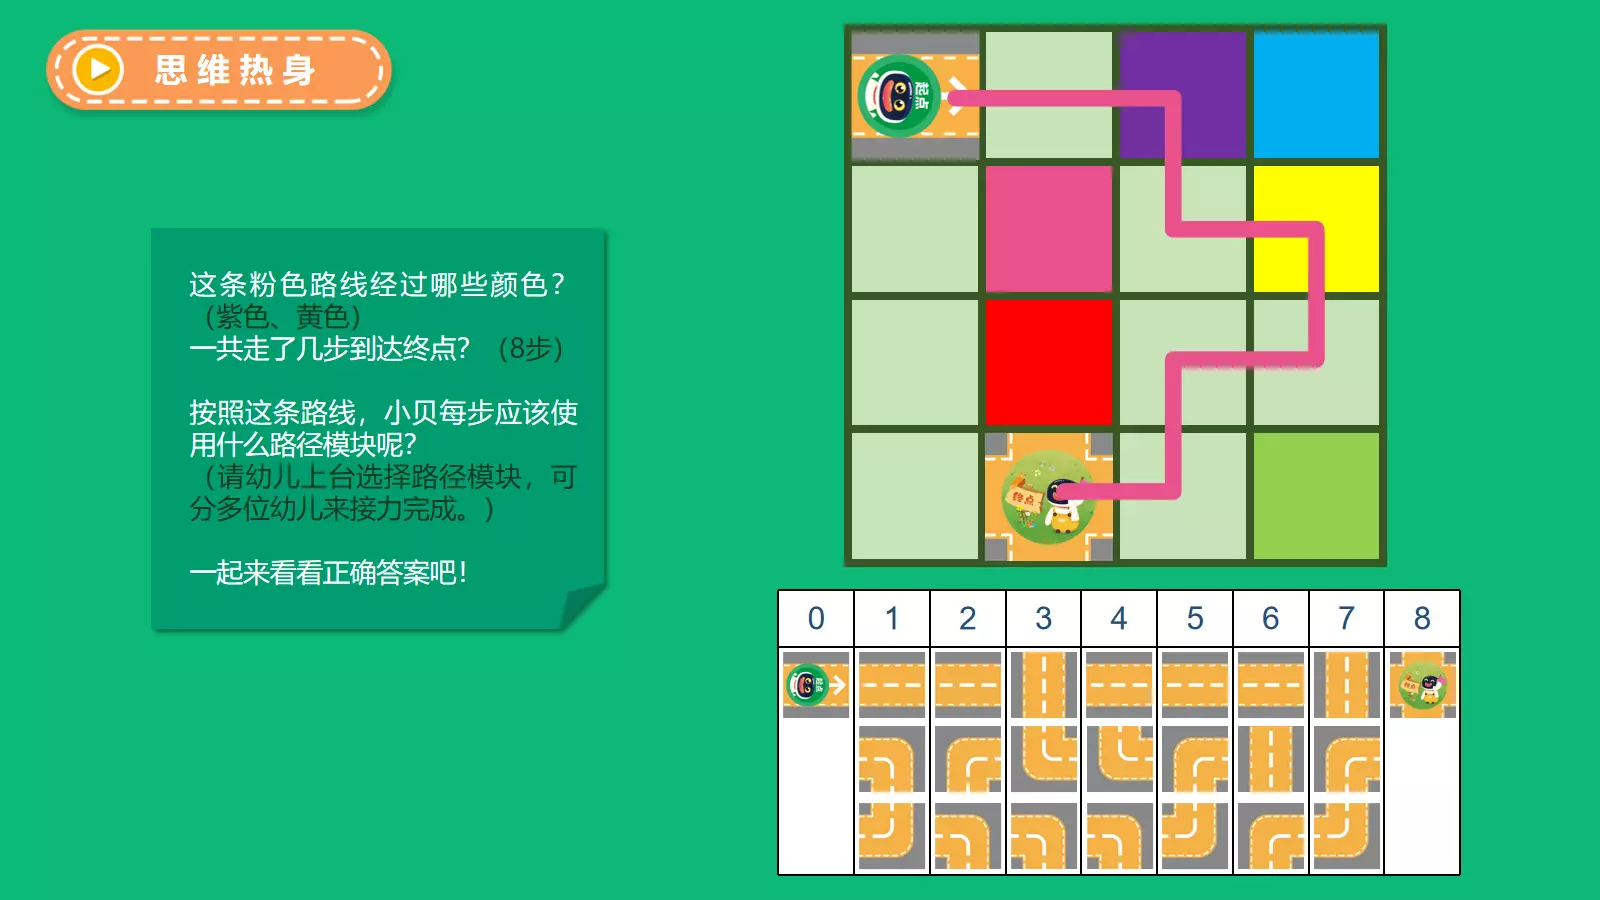 思维热身
这条粉色路线经过哪些颜色？
（紫色、黄色）
一共走了几步到达终点？（8步）
按照这条路线，小贝每步应该使
用什么路径模块呢？
（请幼儿上台选择路径模块，可
分多位幼儿来接力完成。）
一起来看看正确答案吧！
起点
终点
0 1 2 3 4 5 6 7 8
起点
终点